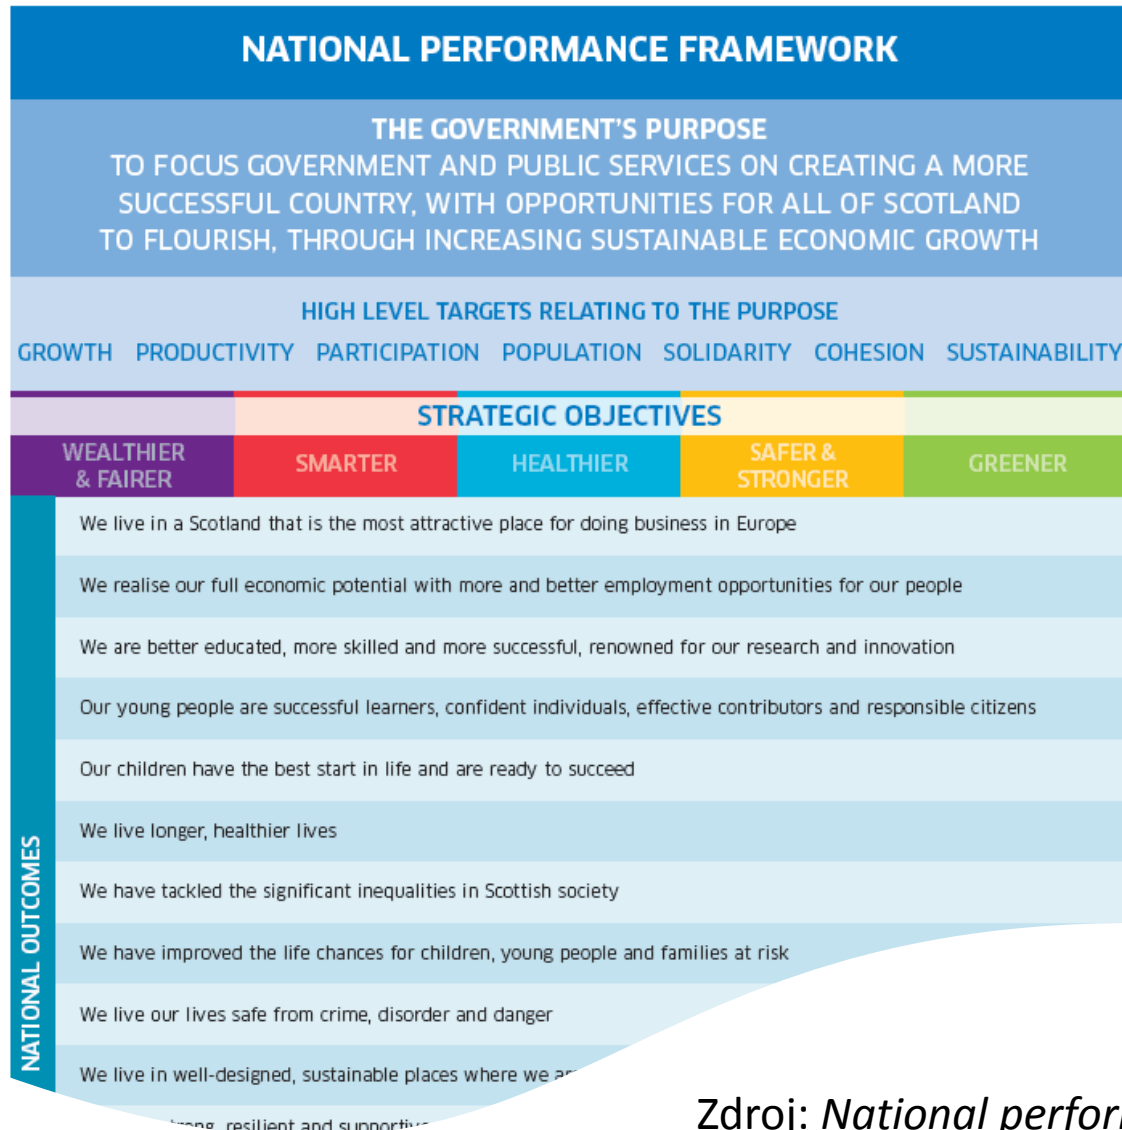 NATIONAL PERFORMANCE FRAMEWORK
THE GOVERNMENT'S PURPOSE
TO FOCUS GOVERNMENT AND PUBLIC SERVICES ON CREATING A MORE
SUCCESSFUL COUNTRY, WITH OPPORTUNITIES FOR ALL OF SCOTLAND
TO FLOURISH, THROUGH INCREASING SUSTAINABLE ECONOMIC GROWTH
HIGH LEVEL TARGETS RELATING TO THE PURPOSE
GROWTH PRODUCTIVITY PARTICIPATION POPULATION SOLIDARITY COHESION SUSTAINABILITY
STRATEGIC OBJECTIVES
WEALTHIER
& FAIRER
SMARTER
HEALTHIER
SAFER &
STRONGER
GREENER
NATIONAL OUTCOMES
We live in a Scotland that is the most attractive place for doing business in Europe
We realise our full economic potential with more and better employment opportunities for our people
We are better educated, more skilled and more successful, renowned for our research and innovation
Our young people are successful learners, confident individuals, effective contributors and responsible citizens
Our children have the best start in life and are ready to succeed
We live longer, healthier lives
We have tackled the significant inequalities in Scottish society
We have improved the life chances for children, young people and families at risk
We live our lives safe from crime, disorder and danger
We live in well-designed, sustainable places where we
resilient and
Zdroj: National